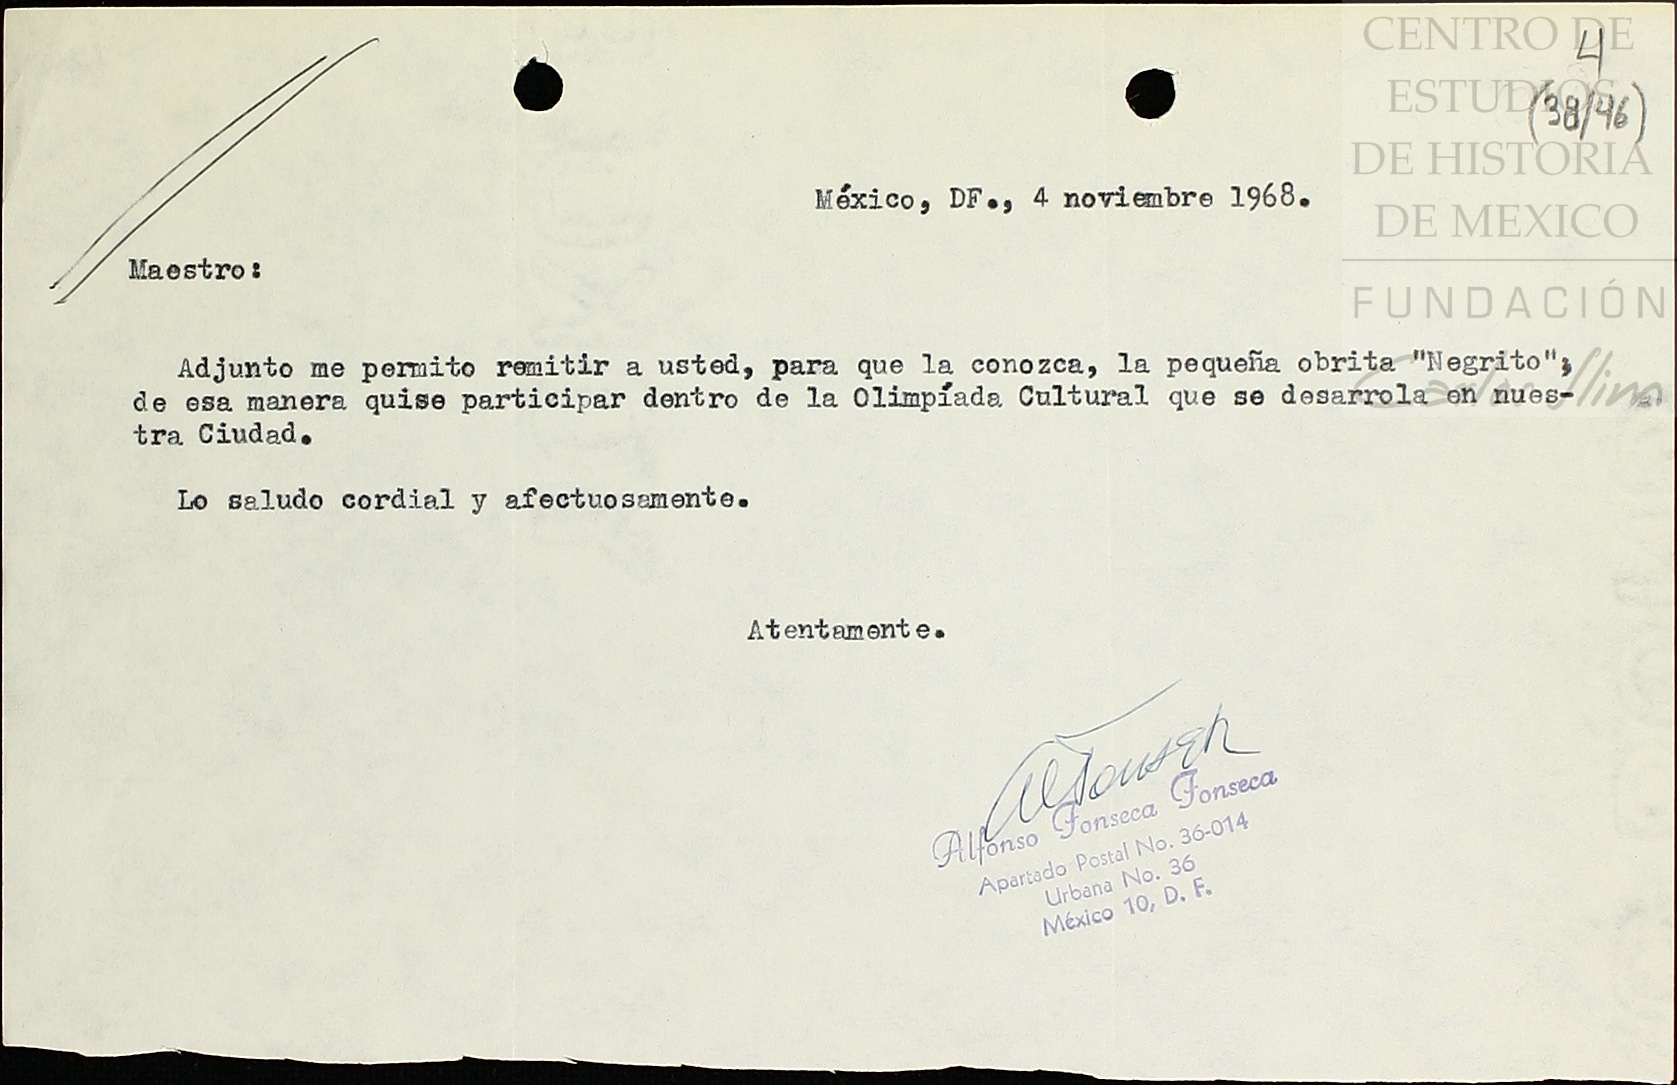 CENTRO DE
ESTUDIOS
DE HISTORIA
DE MEXICO
FUNDACIÓN
Carlos Slim
4
(38/46)
México, DF., 4 noviembre 1968.
Maestro:
Adjunto me permito remitir a usted, para que la conozca, la pequeña obrita "Negrito";
de esa manera quise participar dentro de la Olimpíada Cultural que se desarrola en nues-
tra Ciudad.
Lo saludo cordial y afectuosamente.
Atentamente.
Alfonso Fonseca Fonseca
Apartado Postal No. 36-014
Urbana No. 36
México 10, D. F.